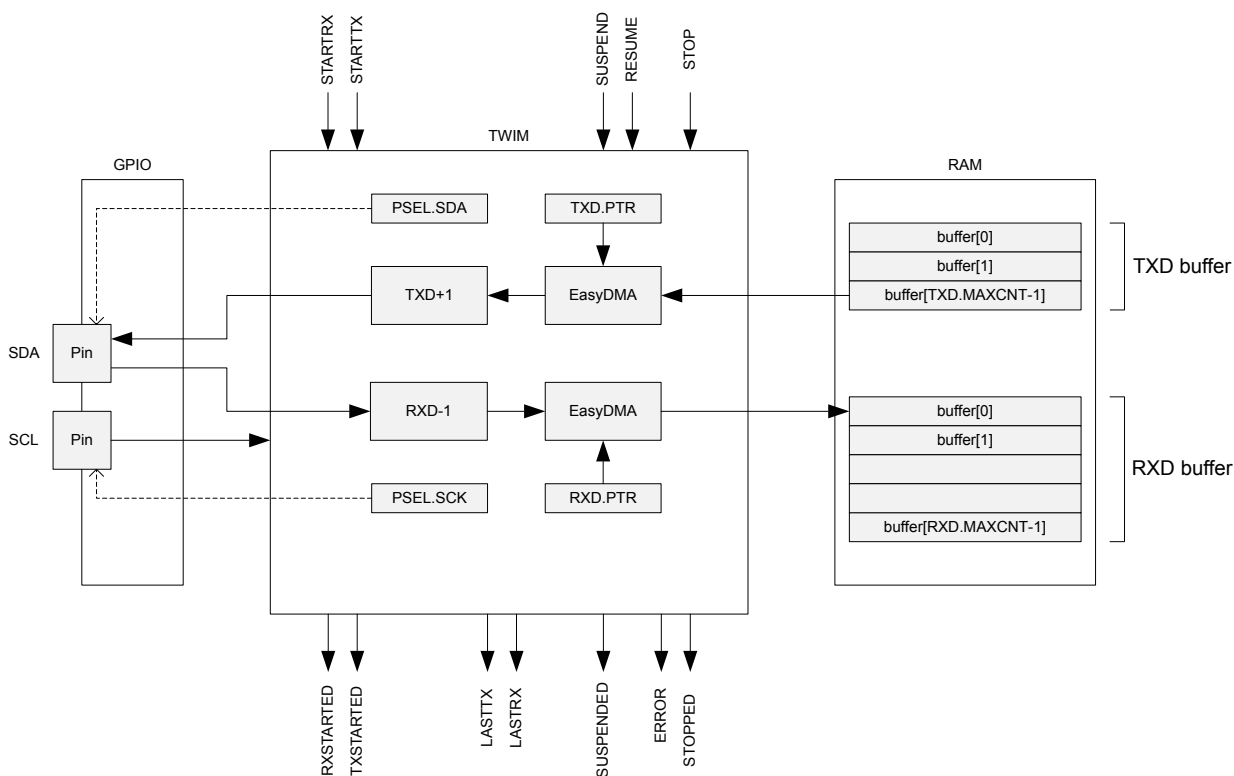 STARTRX
STARTTX
SUSPEND
RESUME
STOP
TWIM
GPIO
RAM
PSEL.SDA
TXD.PTR
buffer[0]
buffer[1]
buffer[TXD.MAXCNT-1]
TXD buffer
TXD+1
EasyDMA
SDA
Pin
RXD-1
EasyDMA
SCL
Pin
buffer[0]
buffer[1]
buffer[RXD.MAXCNT-1]
RXD buffer
PSEL.SCK
RXD.PTR
RXSTARTED
TXSTARTED
LASTTX
LASTRX
SUSPENDED
ERROR
STOPPED